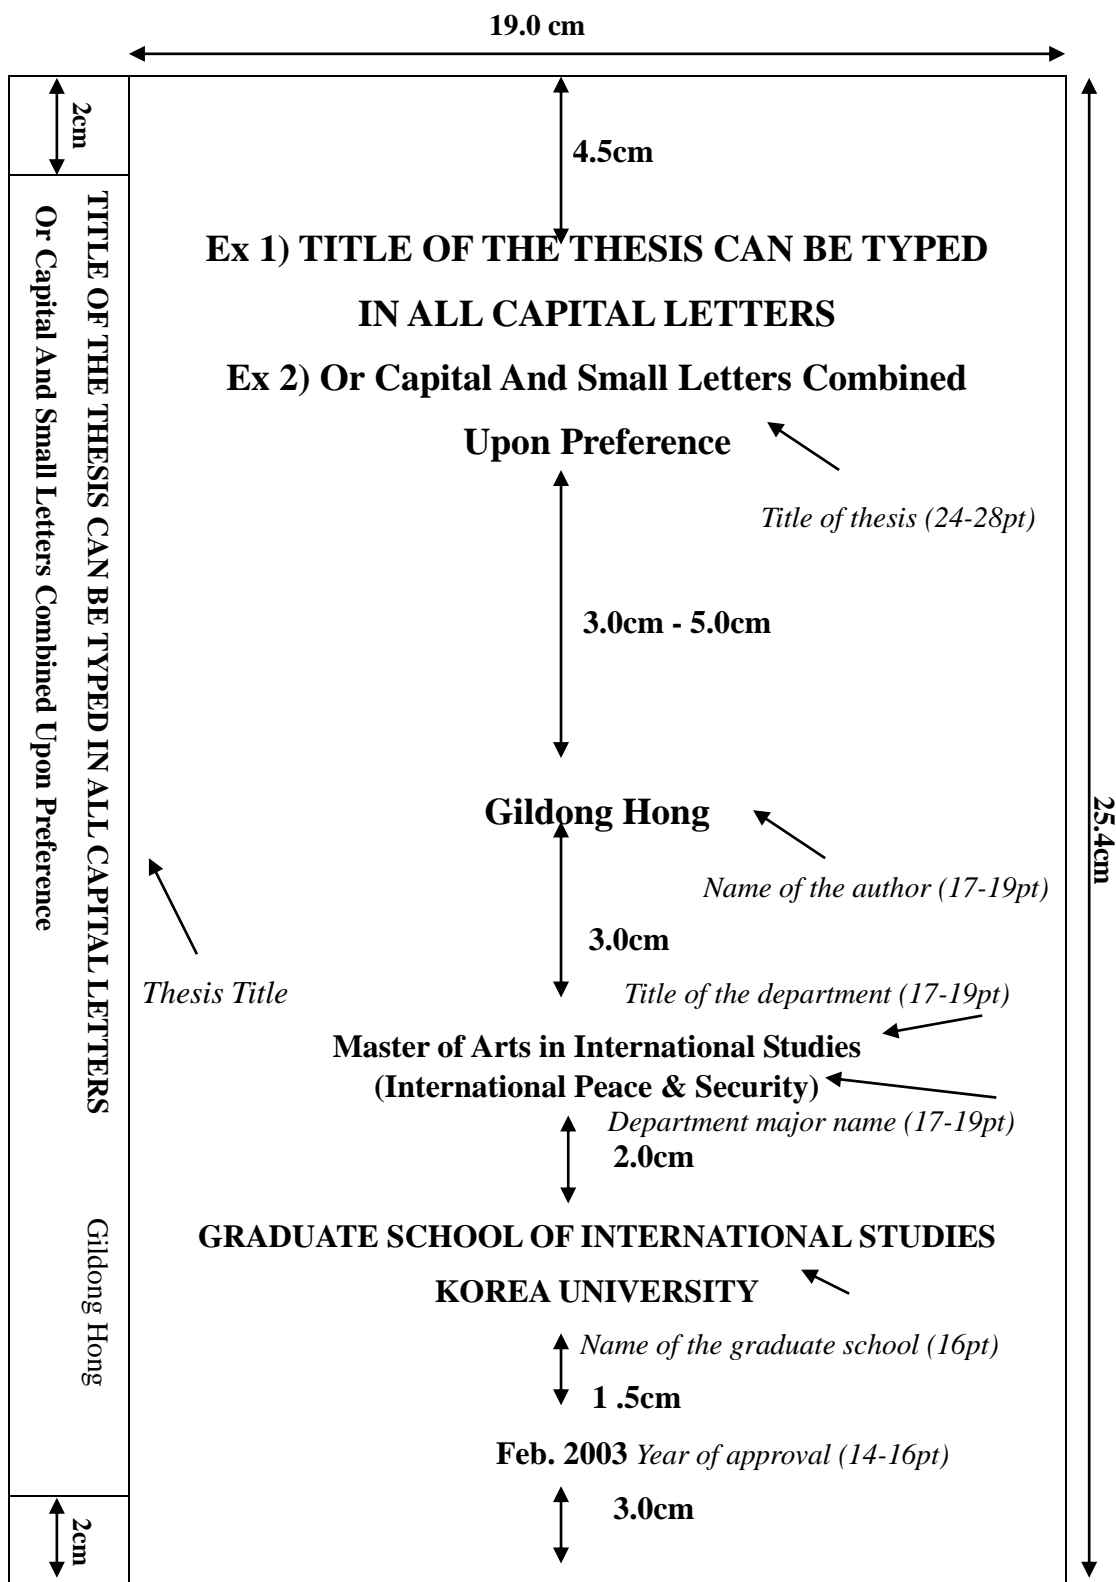 19.0 cm
2cm
TITLE OF THE THESIS CAN BE TYPED IN ALL CAPITAL LETTERS
Or Capital And Small Letters Combined Upon Preference
Gildong Hong
2cm
4.5cm
Ex 1) TITLE OF THE THESIS CAN BE TYPED
IN ALL CAPITAL LETTERS
Ex 2) Or Capital And Small Letters Combined
Upon Preference
Title of thesis (24-28pt)
3.0cm - 5.0cm
Gildong Hong
Name of the author (17-19pt)
3.0cm
Thesis Title
Title of the department (17-19pt)
Master of Arts in International Studies
(International Peace & Security)
Department major name (17-19pt)
2.0cm
GRADUATE SCHOOL OF INTERNATIONAL STUDIES
KOREA UNIVERSITY
Name of the graduate school (16pt)
1 .5cm
Feb. 2003 Year of approval (14-16pt)
3.0cm
25.4cm